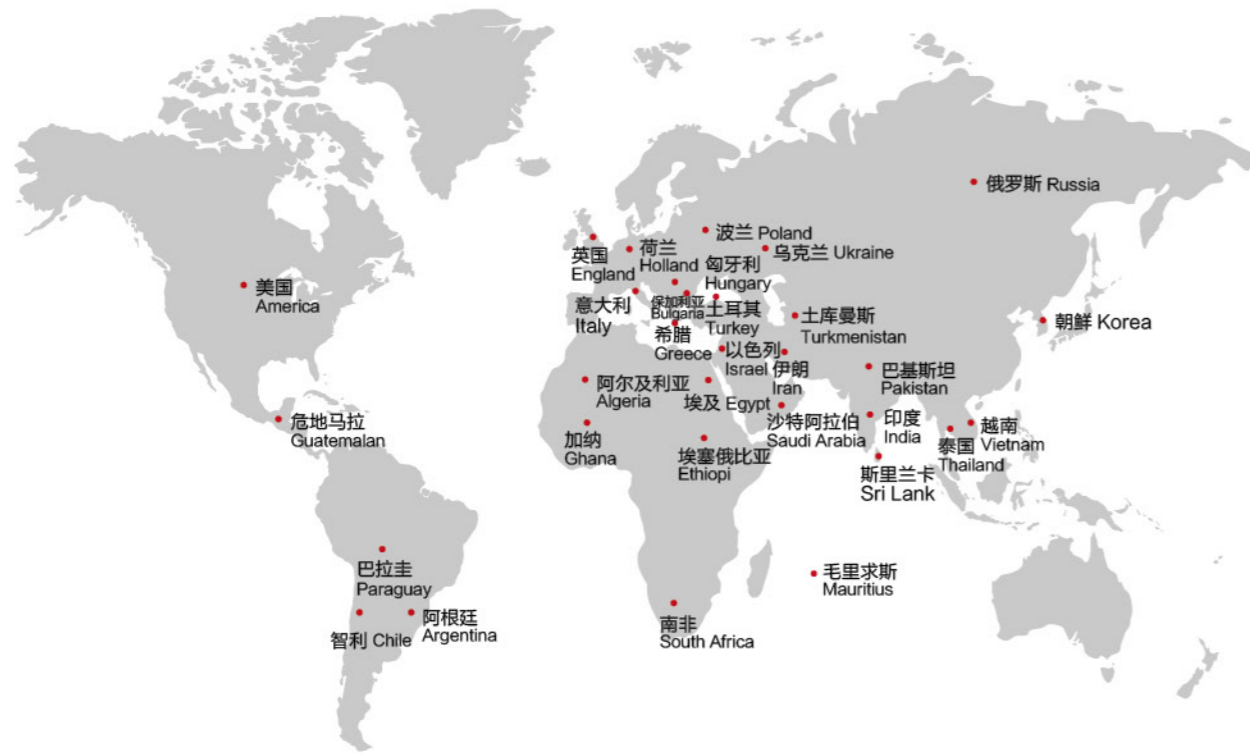 俄罗斯 Russia
波兰 Poland
英国
England
荷兰
Holland
乌克兰 Ukraine
匈牙利
Hungary
美国
America
意大利
Italy
保加利亚
Bulgaria
土耳其
Turkey
土库曼斯
Turkmenistan
朝鲜 Korea
希腊
Greece
以色列
Israel
伊朗
Iran
巴基斯坦
Pakistan
阿尔及利亚
Algeria
埃及 Egypt
沙特阿拉伯
Saudi Arabia
印度
India
越南
Vietnam
泰国
Thailand
危地马拉
Guatemalan
加纳
Ghana
埃塞俄比亚
Ethiopi
斯里兰卡
Sri Lank
巴拉圭
Paraguay
毛里求斯
Mauritius
智利 Chile
阿根廷
Argentina
南非
South Africa